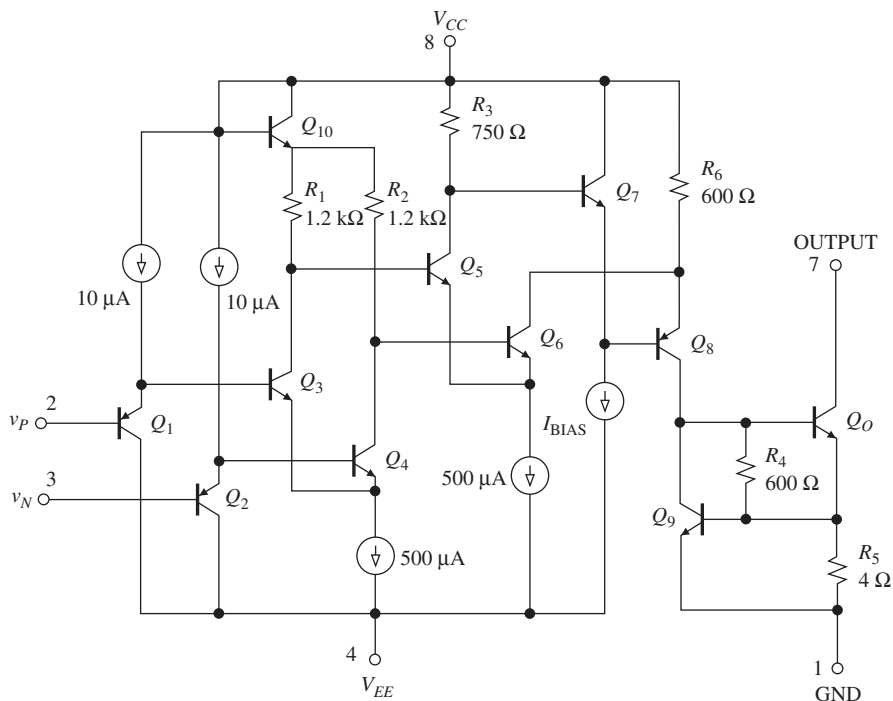 V_CC
8
R_3
750 Ω
Q_10
R_1
1.2 kΩ
R_2
1.2 kΩ
Q_7
R_6
600 Ω
OUTPUT
7
10 µA
10 µA
Q_5
Q_6
Q_8
Q_3
2
v_P
Q_1
I_BIAS
Q_O
Q_4
R_4
600 Ω
3
v_N
Q_2
500 µA
Q_9
500 µA
R_5
4 Ω
4
V_EE
1
GND